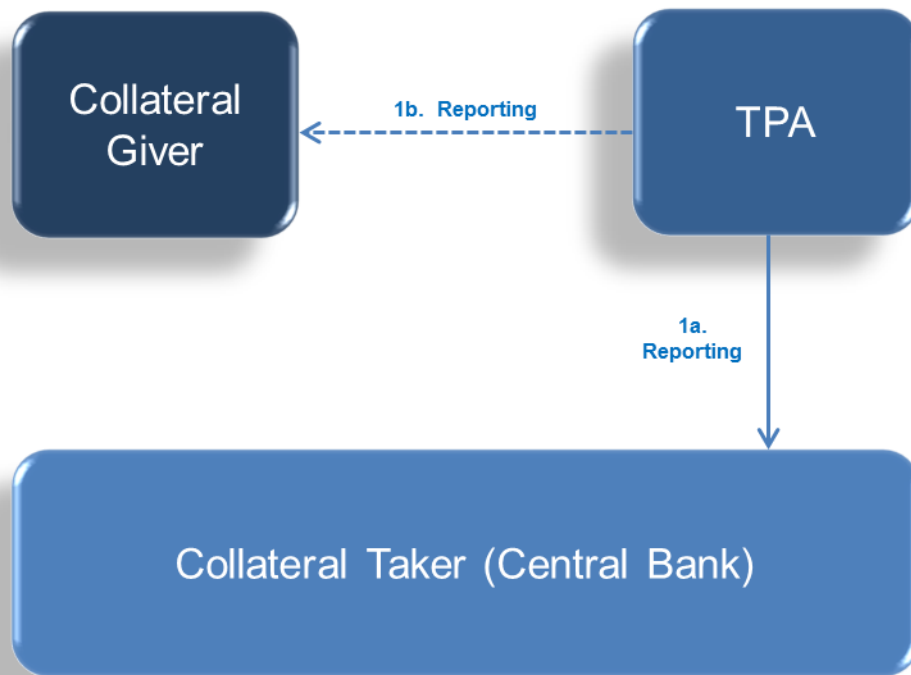 Collateral
Giver
1b. Reporting
TPA
1a.
Reporting
Collateral Taker (Central Bank)